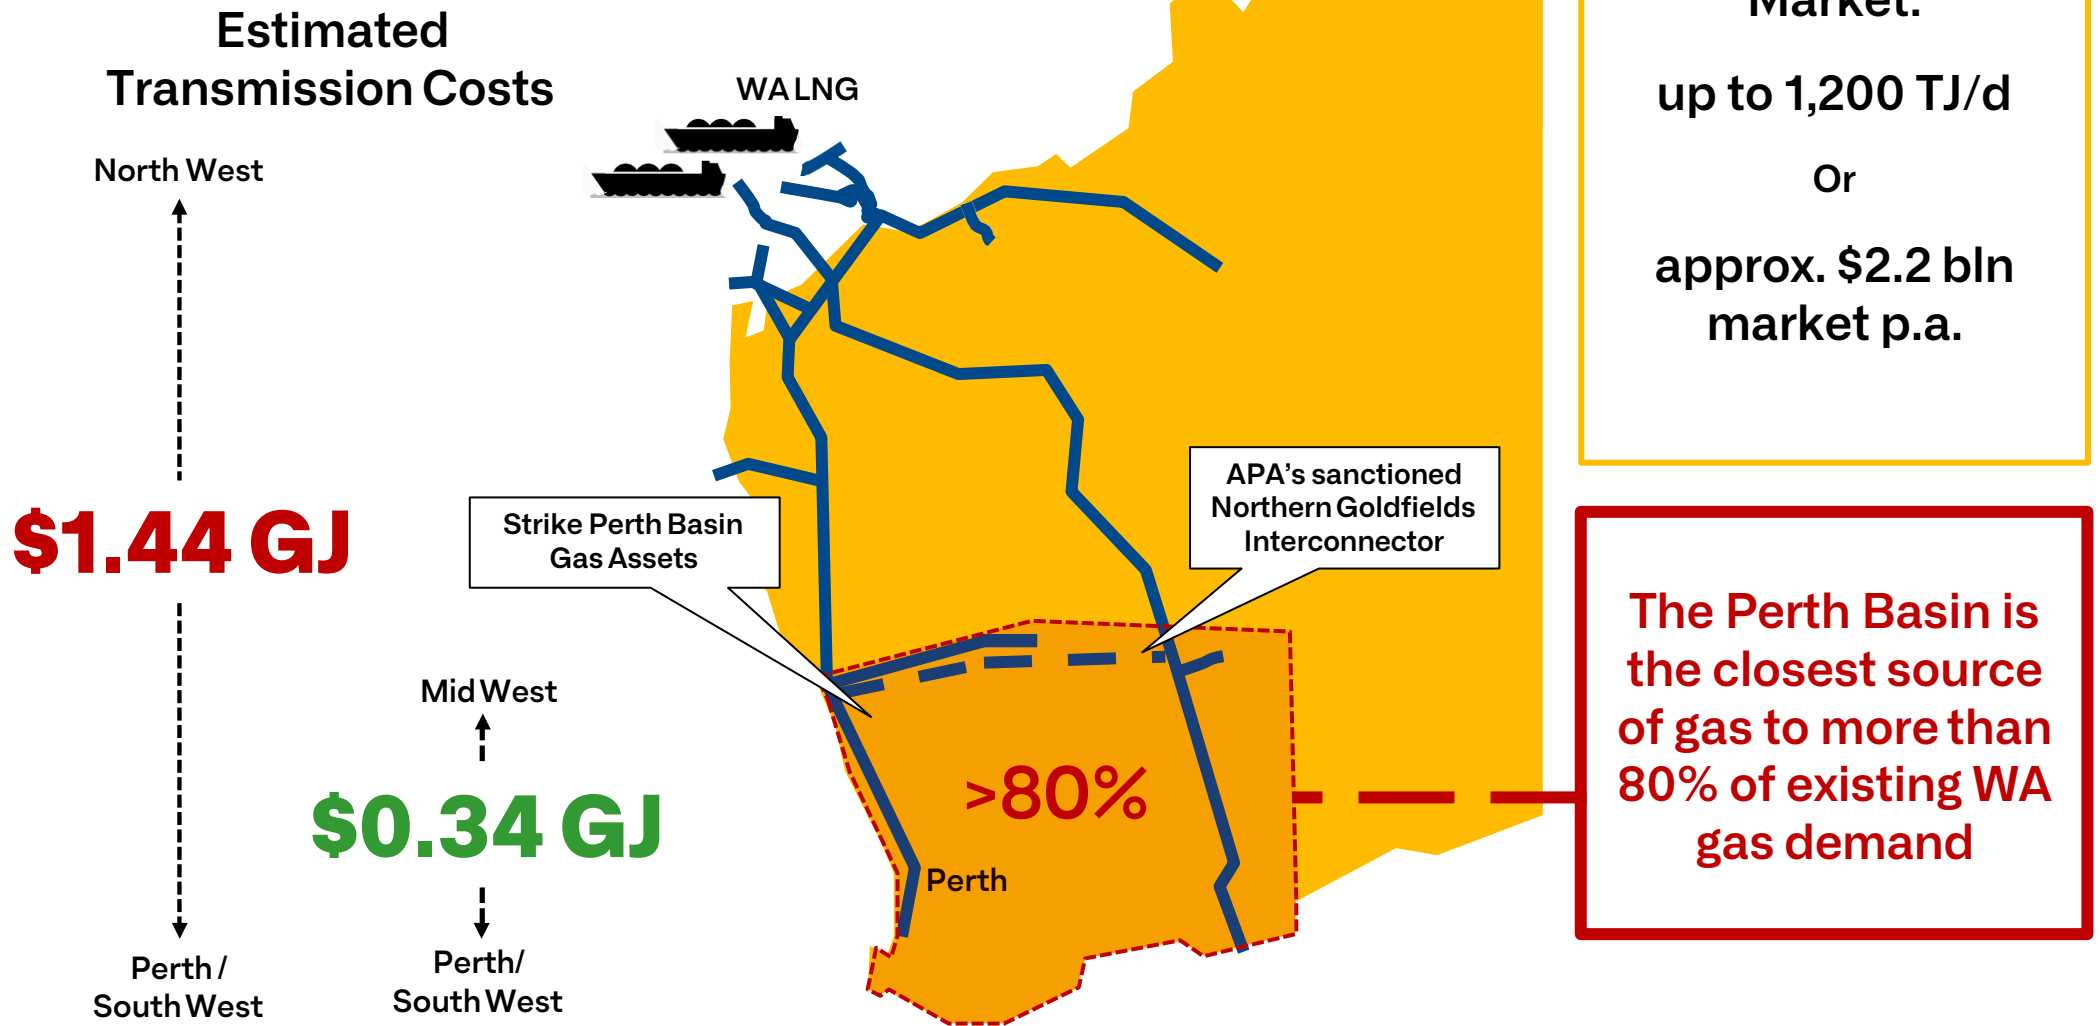 Estimated
Transmission Costs
North West
$1.44 GJ
Perth /
South West
Mid West
$0.34 GJ
Perth/
South West
WA LNG
Strike Perth Basin
Gas Assets
APA's sanctioned
Northern Goldfields
Interconnector
>80%
Perth
Market:
up to 1,200 TJ/d
Or
approx. $2.2 bln
market p.a.
The Perth Basin is
the closest source
of gas to more than
80% of existing WA
gas demand